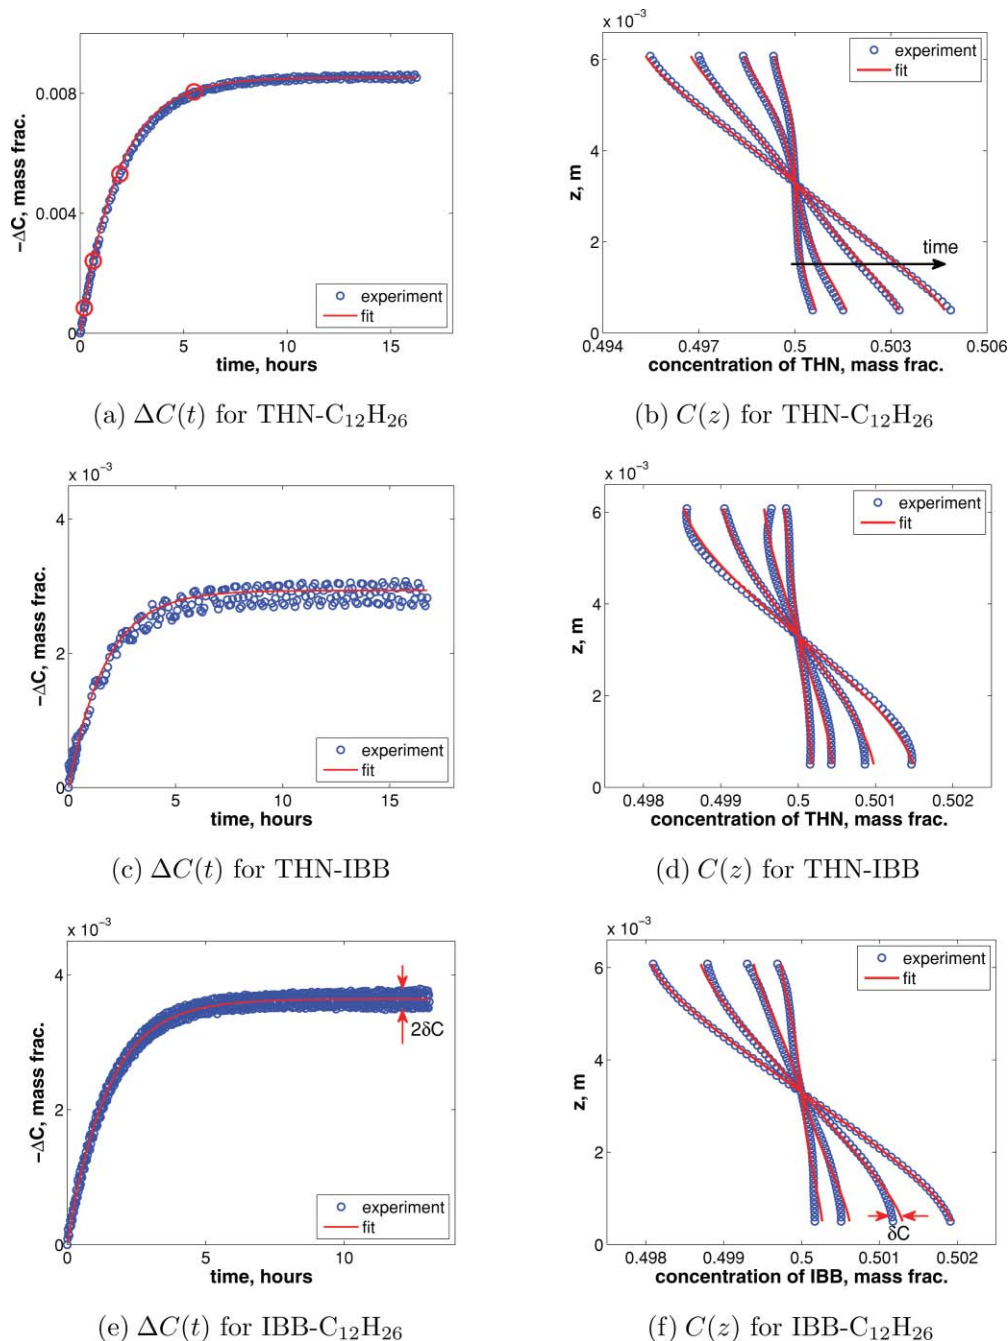 0.008
0.004
0
−ΔC, mass frac.
experiment
fit
0 5 10 15
time, hours
(a) ΔC(t) for THN-C₁₂H₂₆
x 10⁻³
6
4
2
0
z, m
experiment
fit
time
0.494 0.497 0.5 0.503 0.506
concentration of THN, mass frac.
(b) C(z) for THN-C₁₂H₂₆
x 10⁻³
4
2
0
−ΔC, mass frac.
experiment
fit
0 5 10 15
time, hours
(c) ΔC(t) for THN-IBB
x 10⁻³
6
4
2
0
z, m
experiment
fit
0.498 0.499 0.5 0.501 0.502
concentration of THN, mass frac.
(d) C(z) for THN-IBB
x 10⁻³
4
2
0
−ΔC, mass frac.
2δC
experiment
fit
0 5 10
time, hours
(e) ΔC(t) for IBB-C₁₂H₂₆
x 10⁻³
6
4
2
0
z, m
experiment
fit
δC
0.498 0.499 0.5 0.501 0.502
concentration of IBB, mass frac.
(f) C(z) for IBB-C₁₂H₂₆